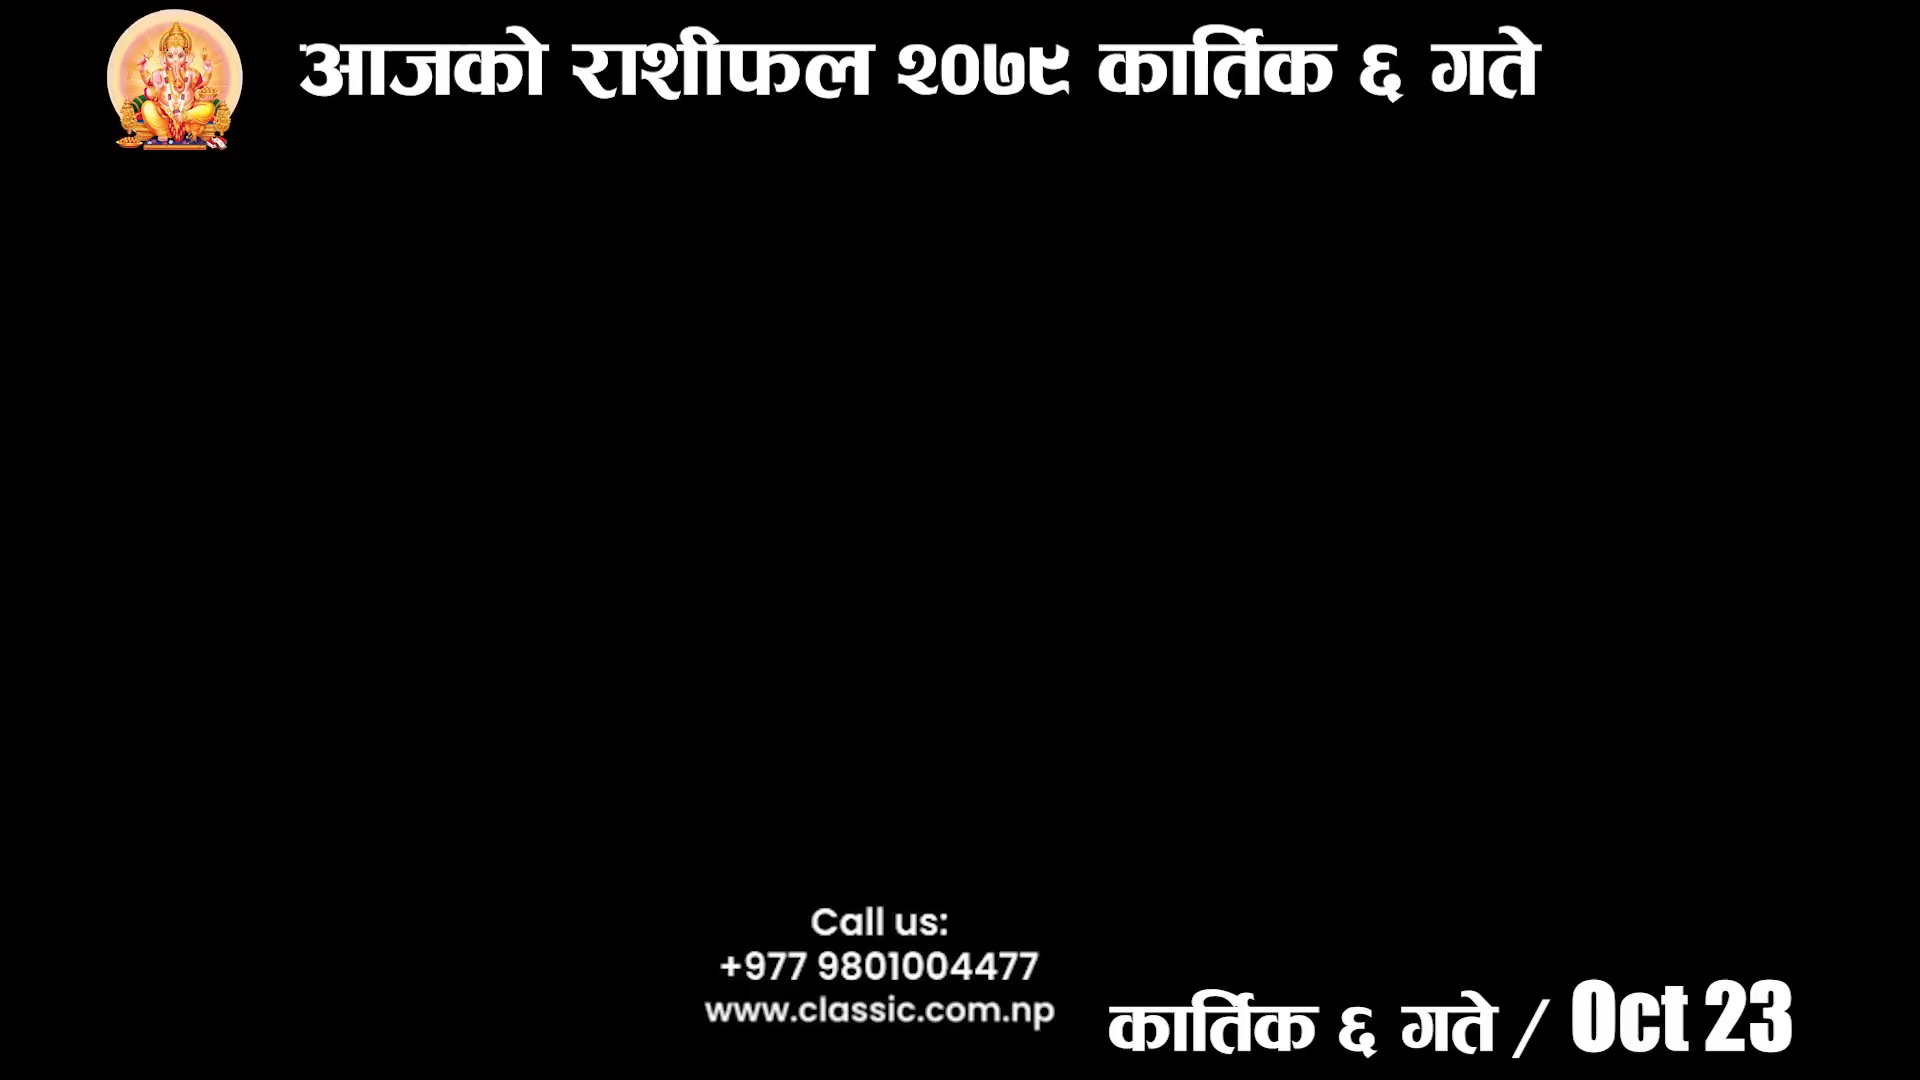 आजको राशीफल २०७९ कार्तिक ६ गते
Call us:
+977 9801004477
www.classic.com.np
कार्तिक ६ गते / Oct 23